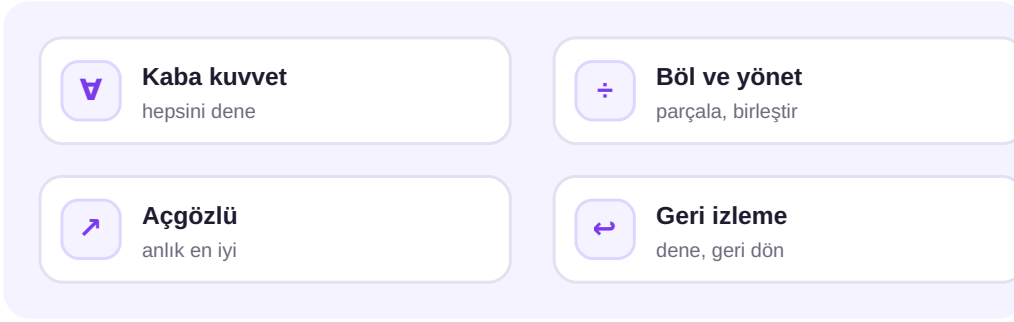 ∀ Kaba kuvvet
hepsini dene
÷ Böl ve yönet
parçala, birleştir
↗ Açgözlü
anlık en iyi
↩ Geri izleme
dene, geri dön